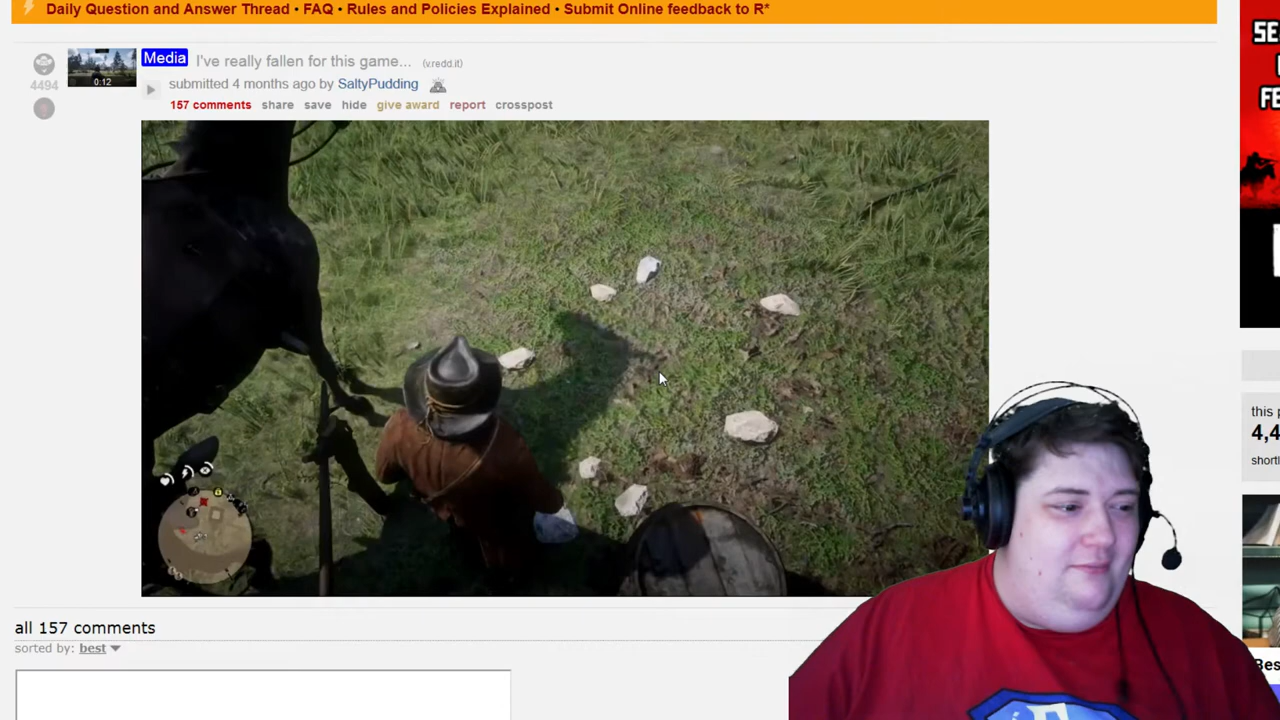 Daily Question and Answer Thread • FAQ • Rules and Policies Explained • Submit Online feedback to R*
Media I've really fallen for this game... (v.redd.it)
submitted 4 months ago by SaltyPudding
4494
0:12
157 comments share save hide give award report crosspost
all 157 comments
sorted by: best
this p
4,4
shortl